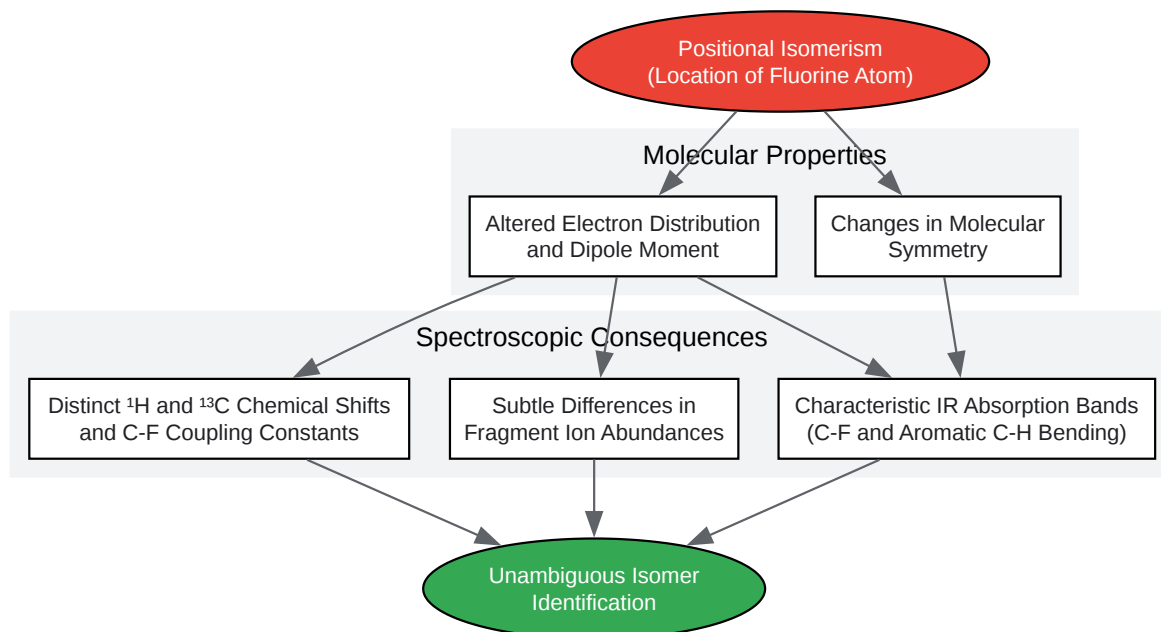 Positional Isomerism
(Location of Fluorine Atom)
Molecular Properties
Altered Electron Distribution
and Dipole Moment
Changes in Molecular
Symmetry
Spectroscopic Consequences
Distinct ¹H and ¹³C Chemical Shifts
and C-F Coupling Constants
Subtle Differences in
Fragment Ion Abundances
Characteristic IR Absorption Bands
(C-F and Aromatic C-H Bending)
Unambiguous Isomer
Identification